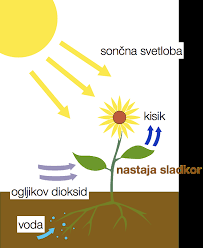 sončna svetloba
kisik
nastaja sladkor
ogljikov dioksid
voda